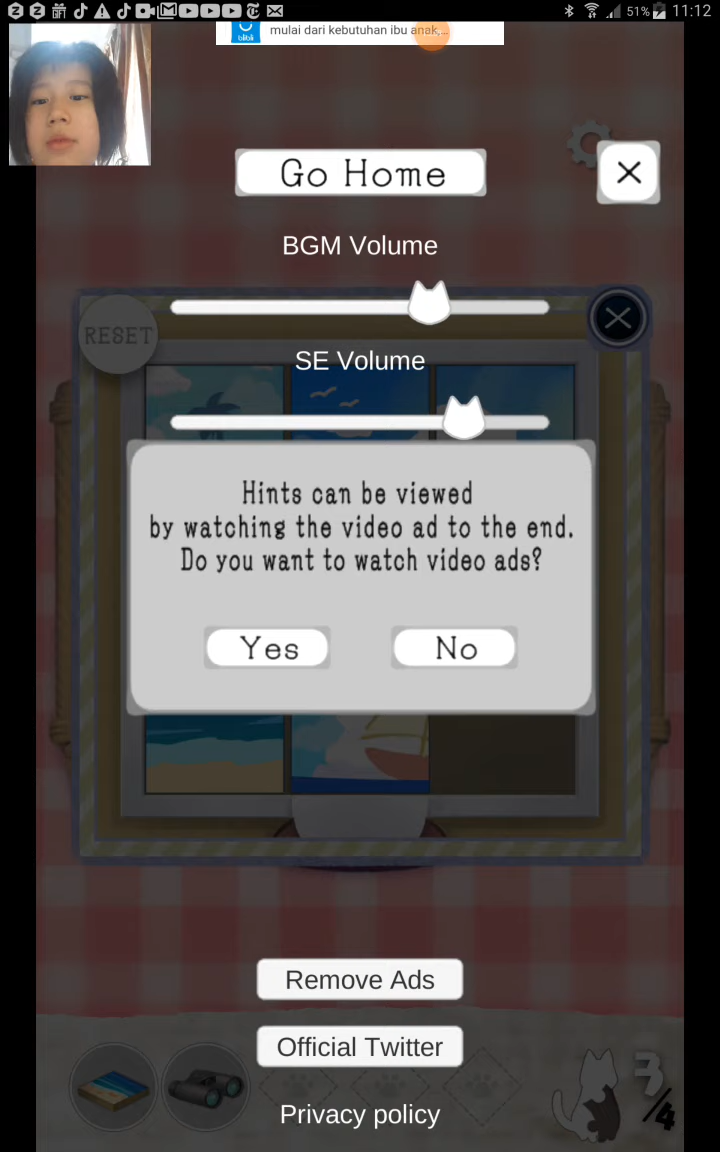 51% 11:12
blibli
mulai dari kebutuhan ibu anak,...
Go Home
BGM Volume
RESET
SE Volume
Hints can be viewed
by watching the video ad to the end.
Do you want to watch video ads?
Yes No
Remove Ads
Official Twitter
Privacy policy
3/4